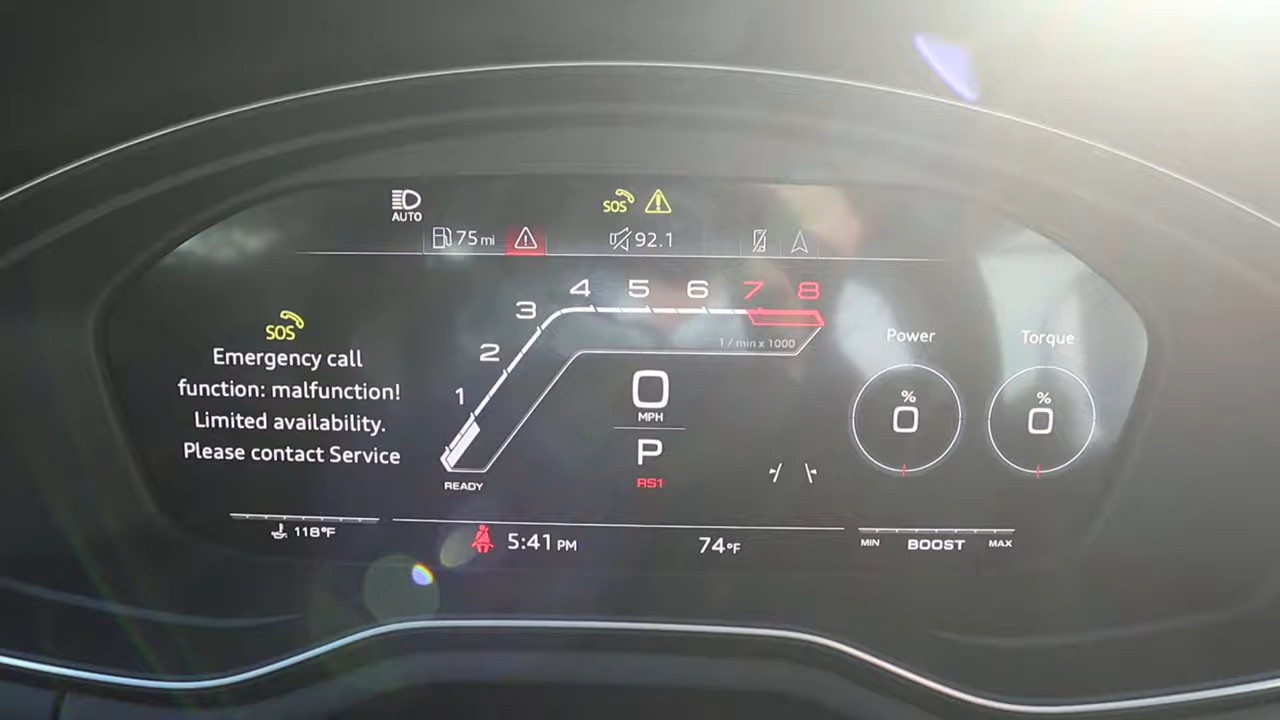 AUTO
SOS
75 mi
92.1
SOS
Emergency call
function: malfunction!
Limited availability.
Please contact Service
1
2
3
4
5
6
7
8
1 / min x 1000
READY
0
MPH
P
RS1
Power
%
0
Torque
%
0
118°F
5:41 PM
74°F
MIN
BOOST
MAX